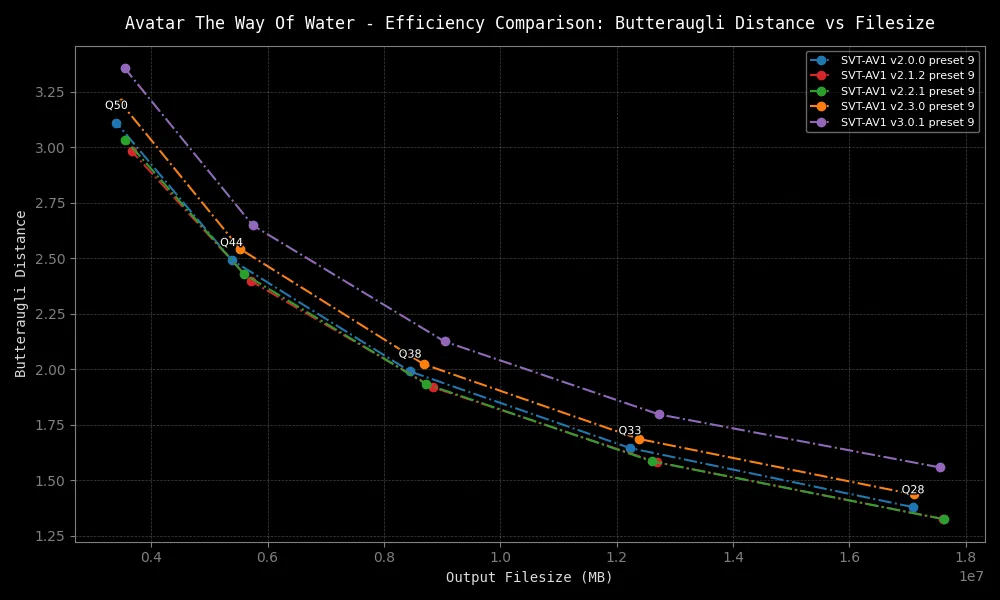 Avatar The Way Of Water - Efficiency Comparison: Butteraugli Distance vs Filesize
SVT-AV1 v2.0.0 preset 9
SVT-AV1 v2.1.2 preset 9
SVT-AV1 v2.2.1 preset 9
SVT-AV1 v2.3.0 preset 9
SVT-AV1 v3.0.1 preset 9
Butteraugli Distance
3.25
3.00
2.75
2.50
2.25
2.00
1.75
1.50
1.25
Q50
Q44
Q38
Q33
Q28
0.4 0.6 0.8 1.0 1.2 1.4 1.6 1.8
1e7
Output Filesize (MB)